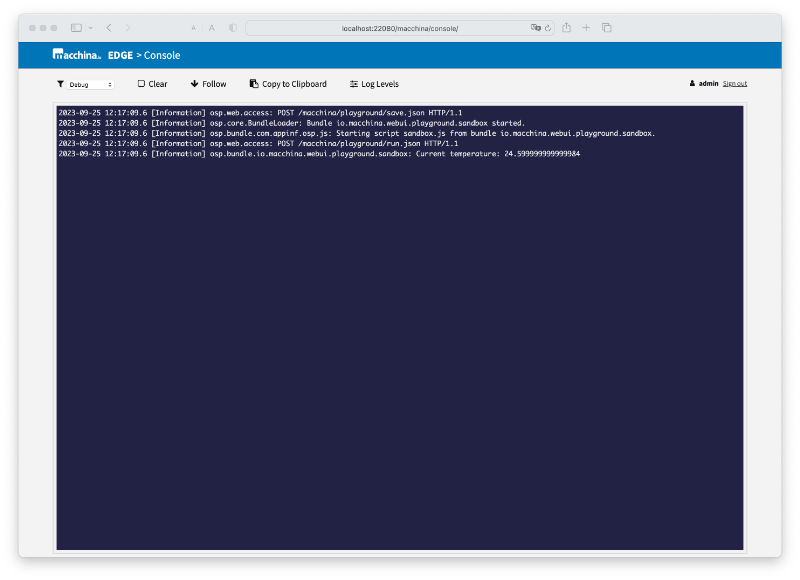 localhost:22080/macchina/console/
macchina.io EDGE > Console
Debug Clear Follow Copy to Clipboard Log Levels admin Sign out
2023-09-25 12:17:09.6 [Information] osp.web.access: POST /macchina/playground/save.json HTTP/1.1
2023-09-25 12:17:09.6 [Information] osp.core.BundleLoader: Bundle io.macchina.webui.playground.sandbox started.
2023-09-25 12:17:09.6 [Information] osp.bundle.com.appinf.osp.js: Starting script sandbox.js from bundle io.macchina.webui.playground.sandbox.
2023-09-25 12:17:09.6 [Information] osp.web.access: POST /macchina/playground/run.json HTTP/1.1
2023-09-25 12:17:09.6 [Information] osp.bundle.io.macchina.webui.playground.sandbox: Current temperature: 24.599999999999984